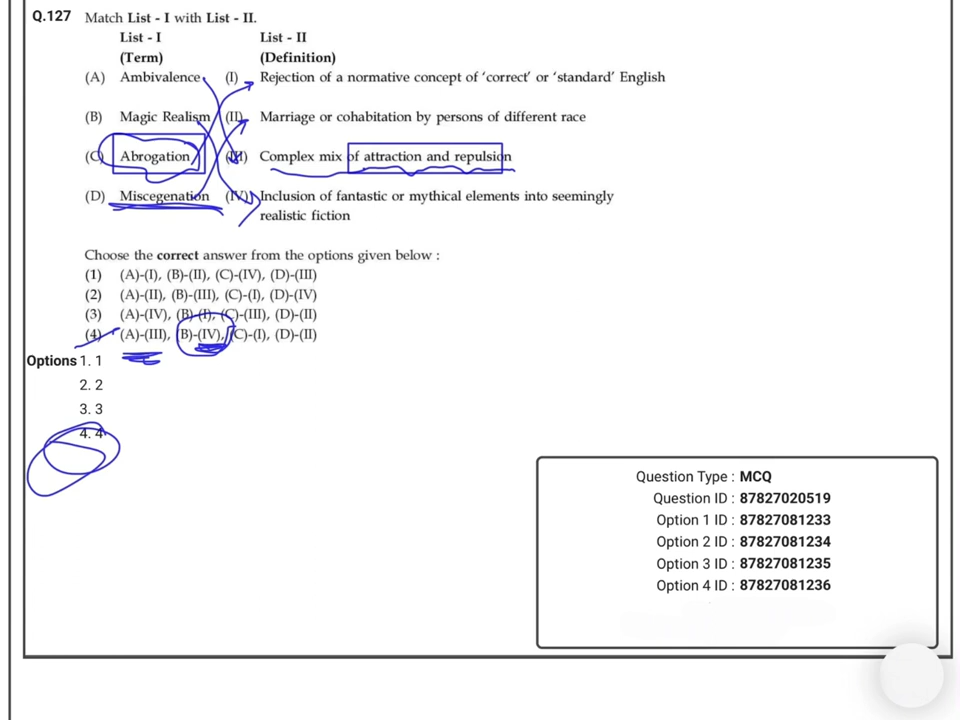 Q.127 Match List - I with List - II.
List - I List - II
(Term) (Definition)
(A) Ambivalence (I) Rejection of a normative concept of 'correct' or 'standard' English
(B) Magic Realism (II) Marriage or cohabitation by persons of different race
(C) Abrogation (III) Complex mix of attraction and repulsion
(D) Miscegenation (IV) Inclusion of fantastic or mythical elements into seemingly
realistic fiction
Choose the correct answer from the options given below :
(1) (A)-(I), (B)-(II), (C)-(IV), (D)-(III)
(2) (A)-(II), (B)-(III), (C)-(I), (D)-(IV)
(3) (A)-(IV), (B)-(I), (C)-(III), (D)-(II)
(4) (A)-(III), (B)-(IV), (C)-(I), (D)-(II)
Options 1. 1
2. 2
3. 3
4. 4
Question Type : MCQ
Question ID : 87827020519
Option 1 ID : 87827081233
Option 2 ID : 87827081234
Option 3 ID : 87827081235
Option 4 ID : 87827081236